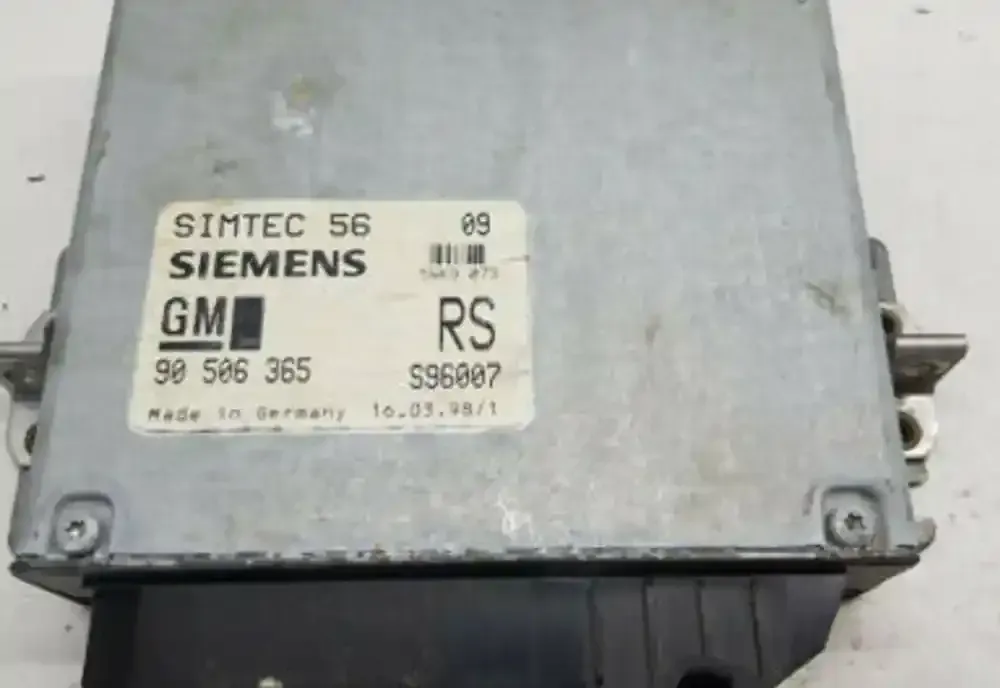 SIMTEC 56 09
SIEMENS
GM RS
90 506 365 S96007
Made in Germany 16.03.98/1